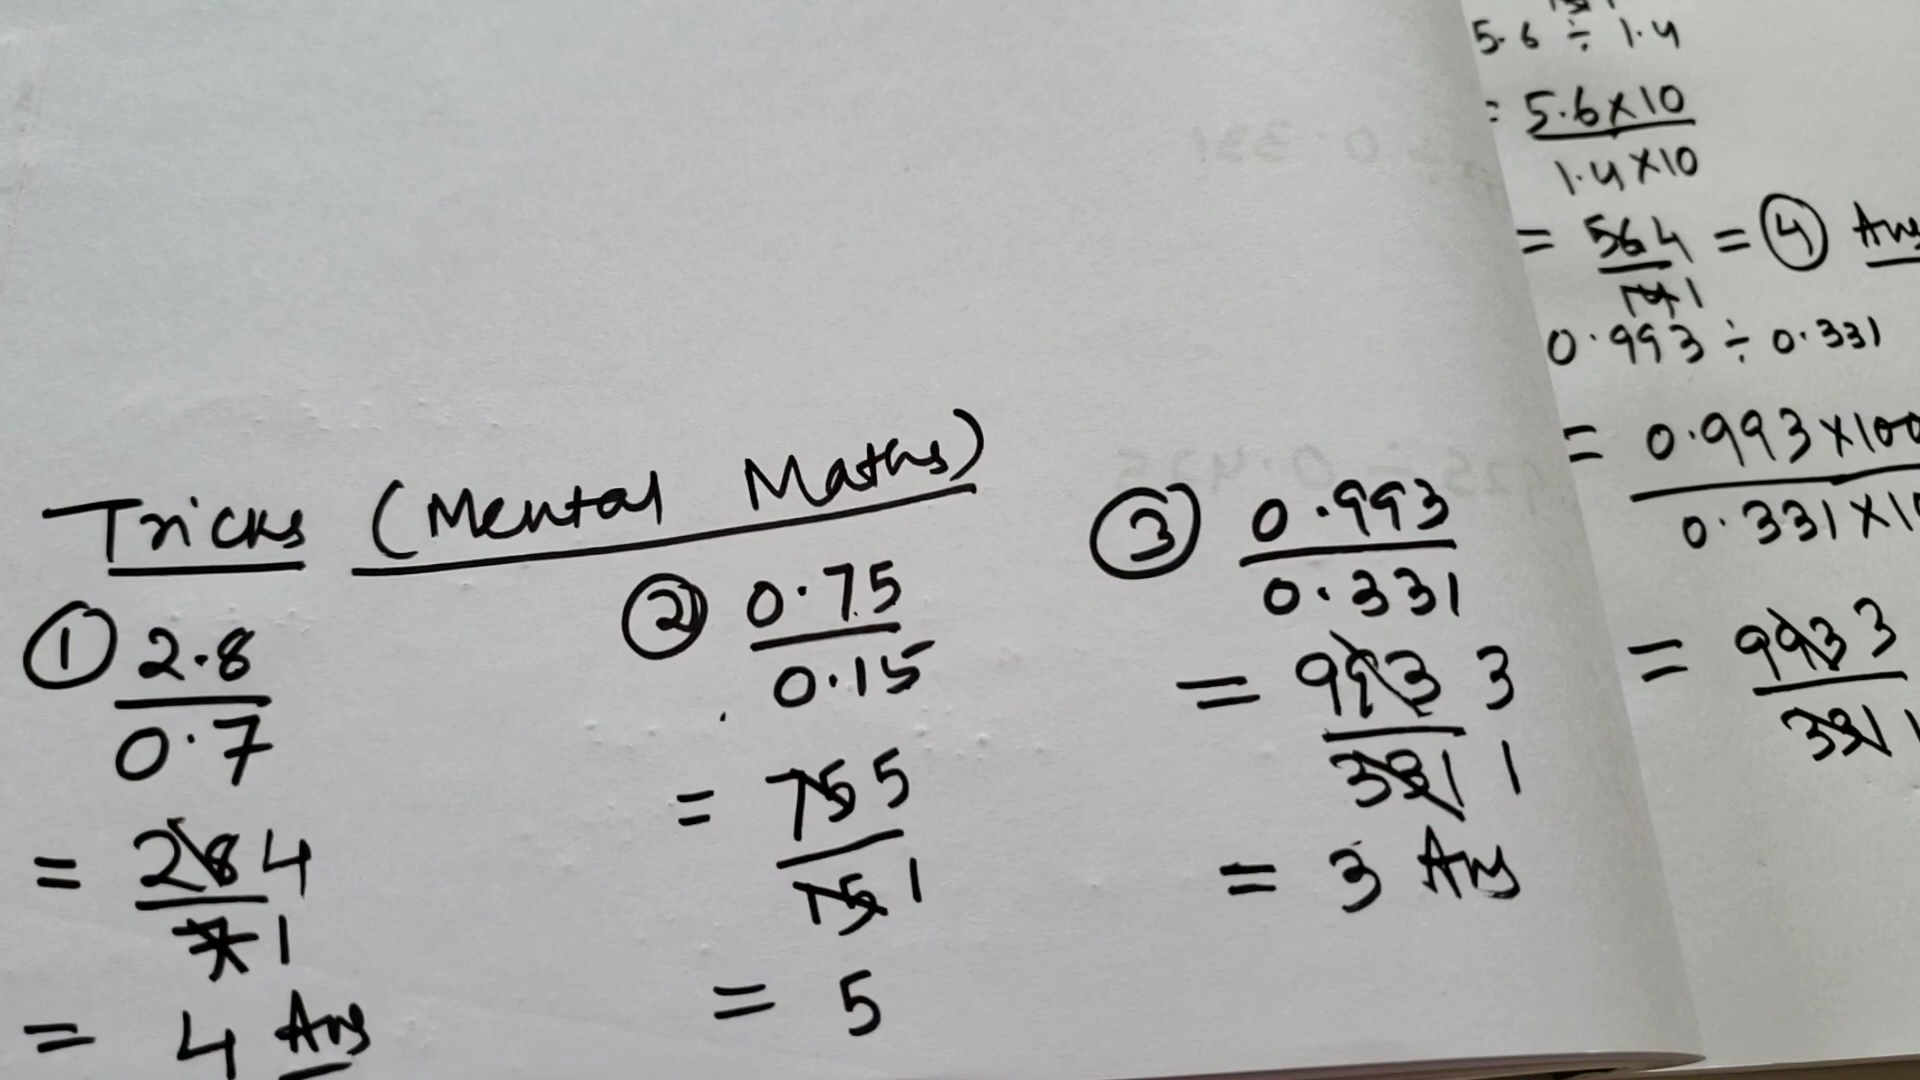 Tricks (Mental Maths)
① 2.8
0.7
= 28 4
7 1
= 4 Ans
② 0.75
0.15
= 75 5
15 1
= 5
③ 0.993
0.331
= 993 3
331 1
= 3 Ans
5.6 ÷ 1.4
= 5.6×10
1.4×10
= 56 4 = ④ Ans
14 1
0.993 ÷ 0.331
= 0.993×100
0.331×1
= 993 3
331 1